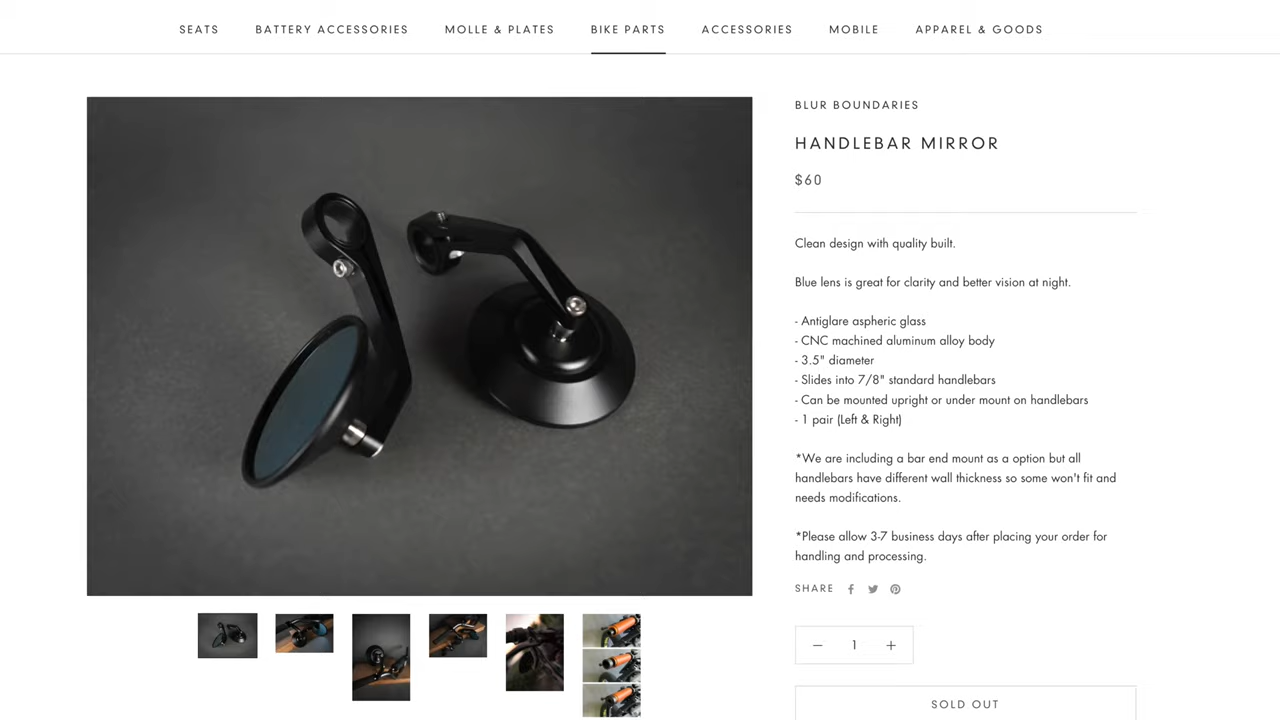 SEATS BATTERY ACCESSORIES MOLLE & PLATES BIKE PARTS ACCESSORIES MOBILE APPAREL & GOODS
BLUR BOUNDARIES
HANDLEBAR MIRROR
$60
Clean design with quality built.
Blue lens is great for clarity and better vision at night.
- Antiglare aspheric glass
- CNC machined aluminum alloy body
- 3.5" diameter
- Slides into 7/8" standard handlebars
- Can be mounted upright or under mount on handlebars
- 1 pair (Left & Right)
*We are including a bar end mount as a option but all
handlebars have different wall thickness so some won't fit and
needs modifications.
*Please allow 3-7 business days after placing your order for
handling and processing.
SHARE
1
SOLD OUT